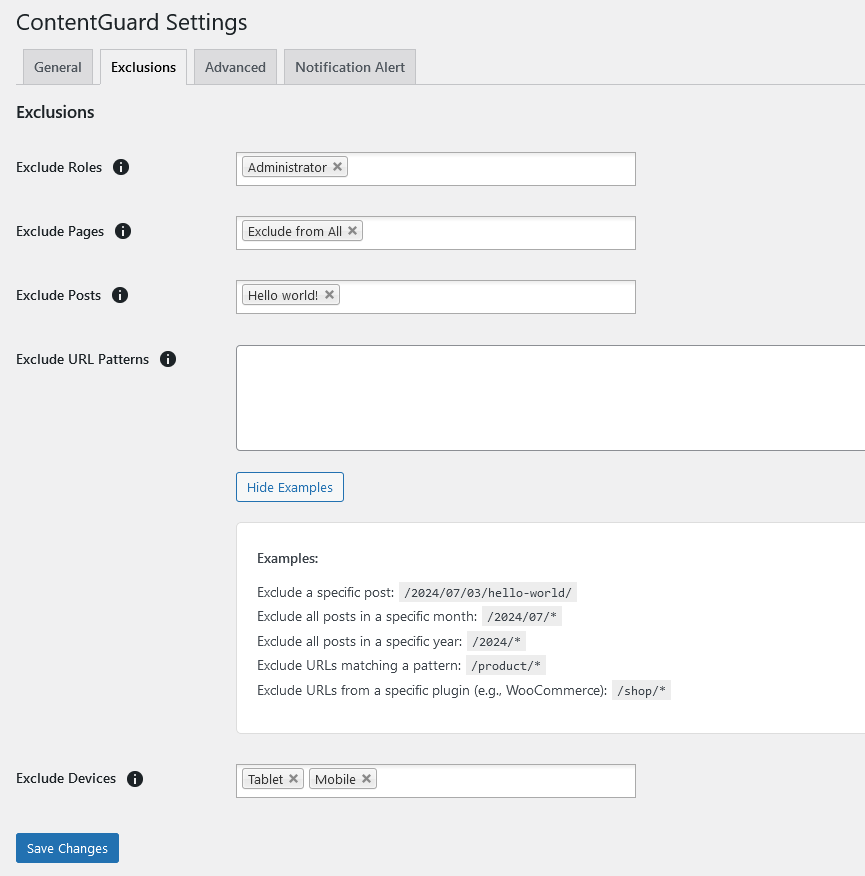 ContentGuard Settings
General Exclusions Advanced Notification Alert
Exclusions
Exclude Roles i Administrator ×
Exclude Pages i Exclude from All ×
Exclude Posts i Hello world! ×
Exclude URL Patterns i
Hide Examples
Examples:
Exclude a specific post: /2024/07/03/hello-world/
Exclude all posts in a specific month: /2024/07/*
Exclude all posts in a specific year: /2024/*
Exclude URLs matching a pattern: /product/*
Exclude URLs from a specific plugin (e.g., WooCommerce): /shop/*
Exclude Devices i Tablet × Mobile ×
Save Changes